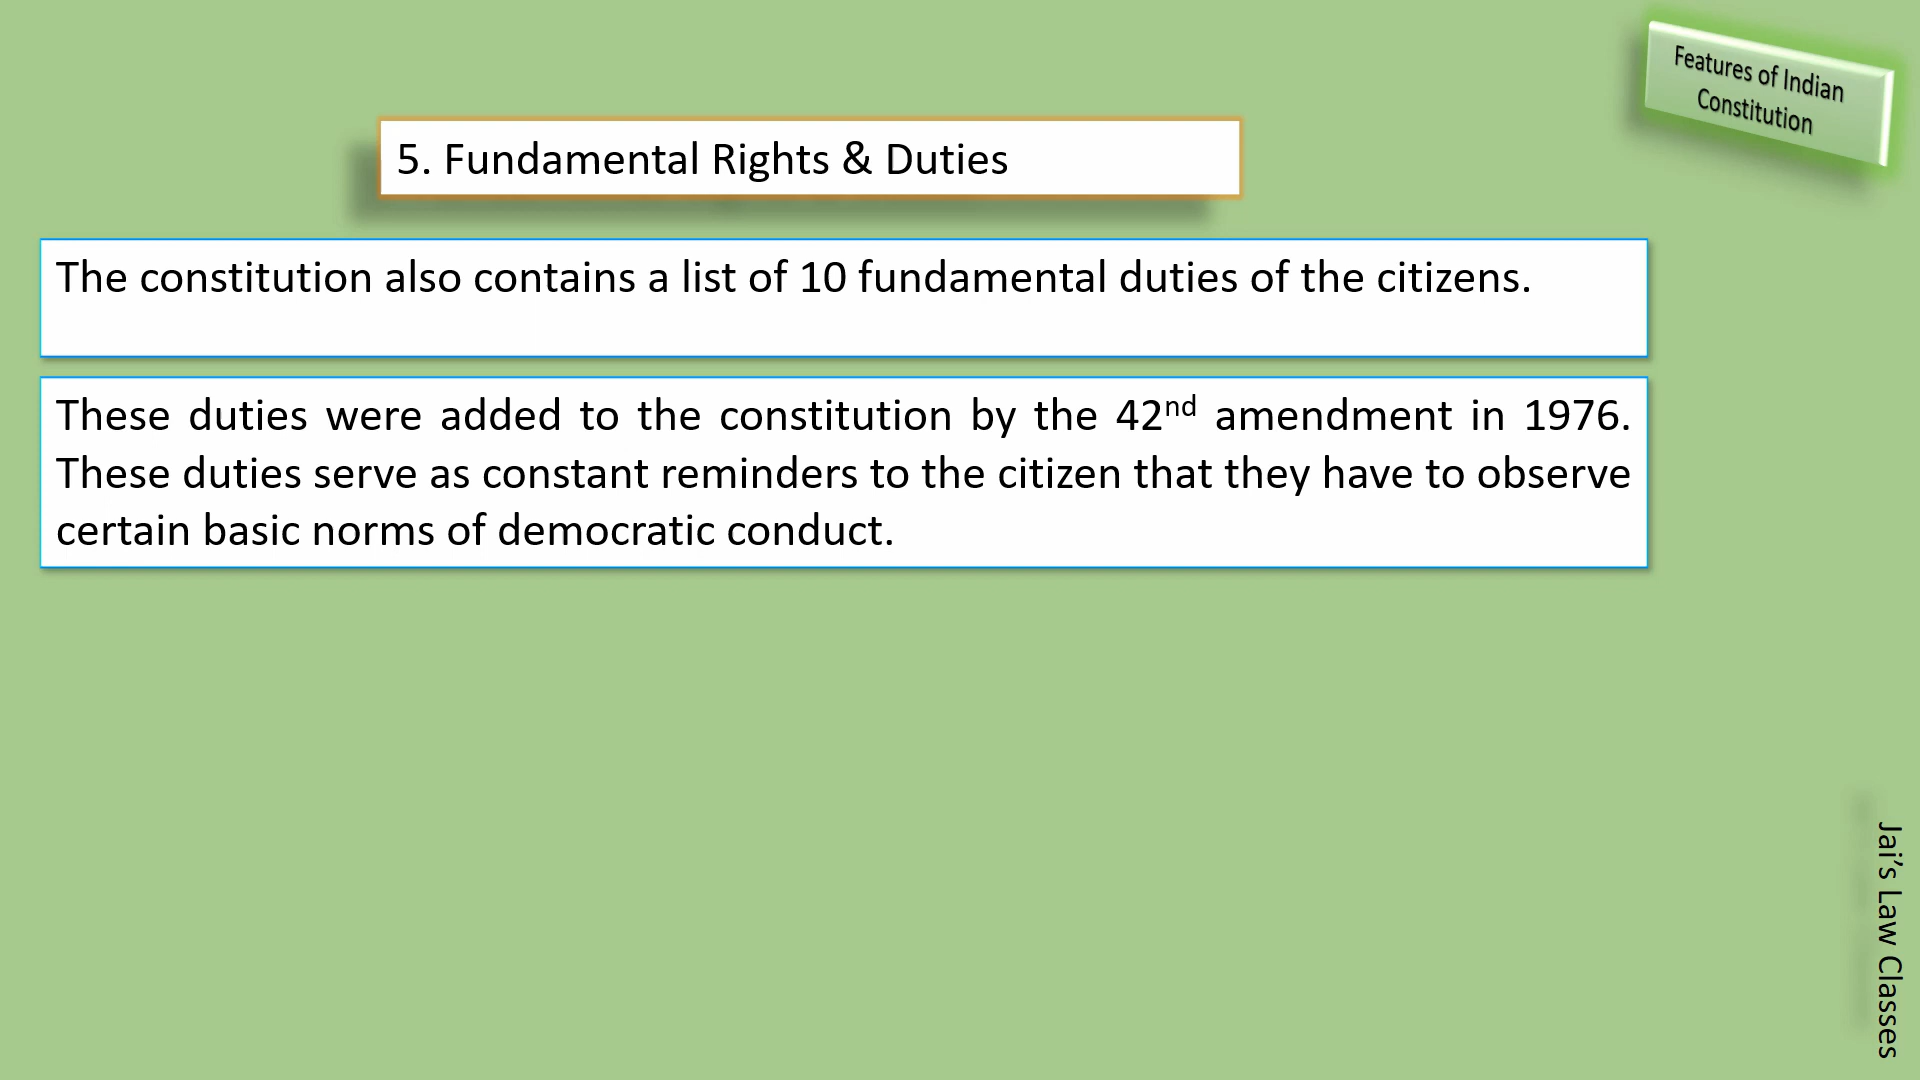 Features of Indian
Constitution
5. Fundamental Rights & Duties
The constitution also contains a list of 10 fundamental duties of the citizens.
These duties were added to the constitution by the 42nd amendment in 1976.
These duties serve as constant reminders to the citizen that they have to observe
certain basic norms of democratic conduct.
Jai's Law Classes